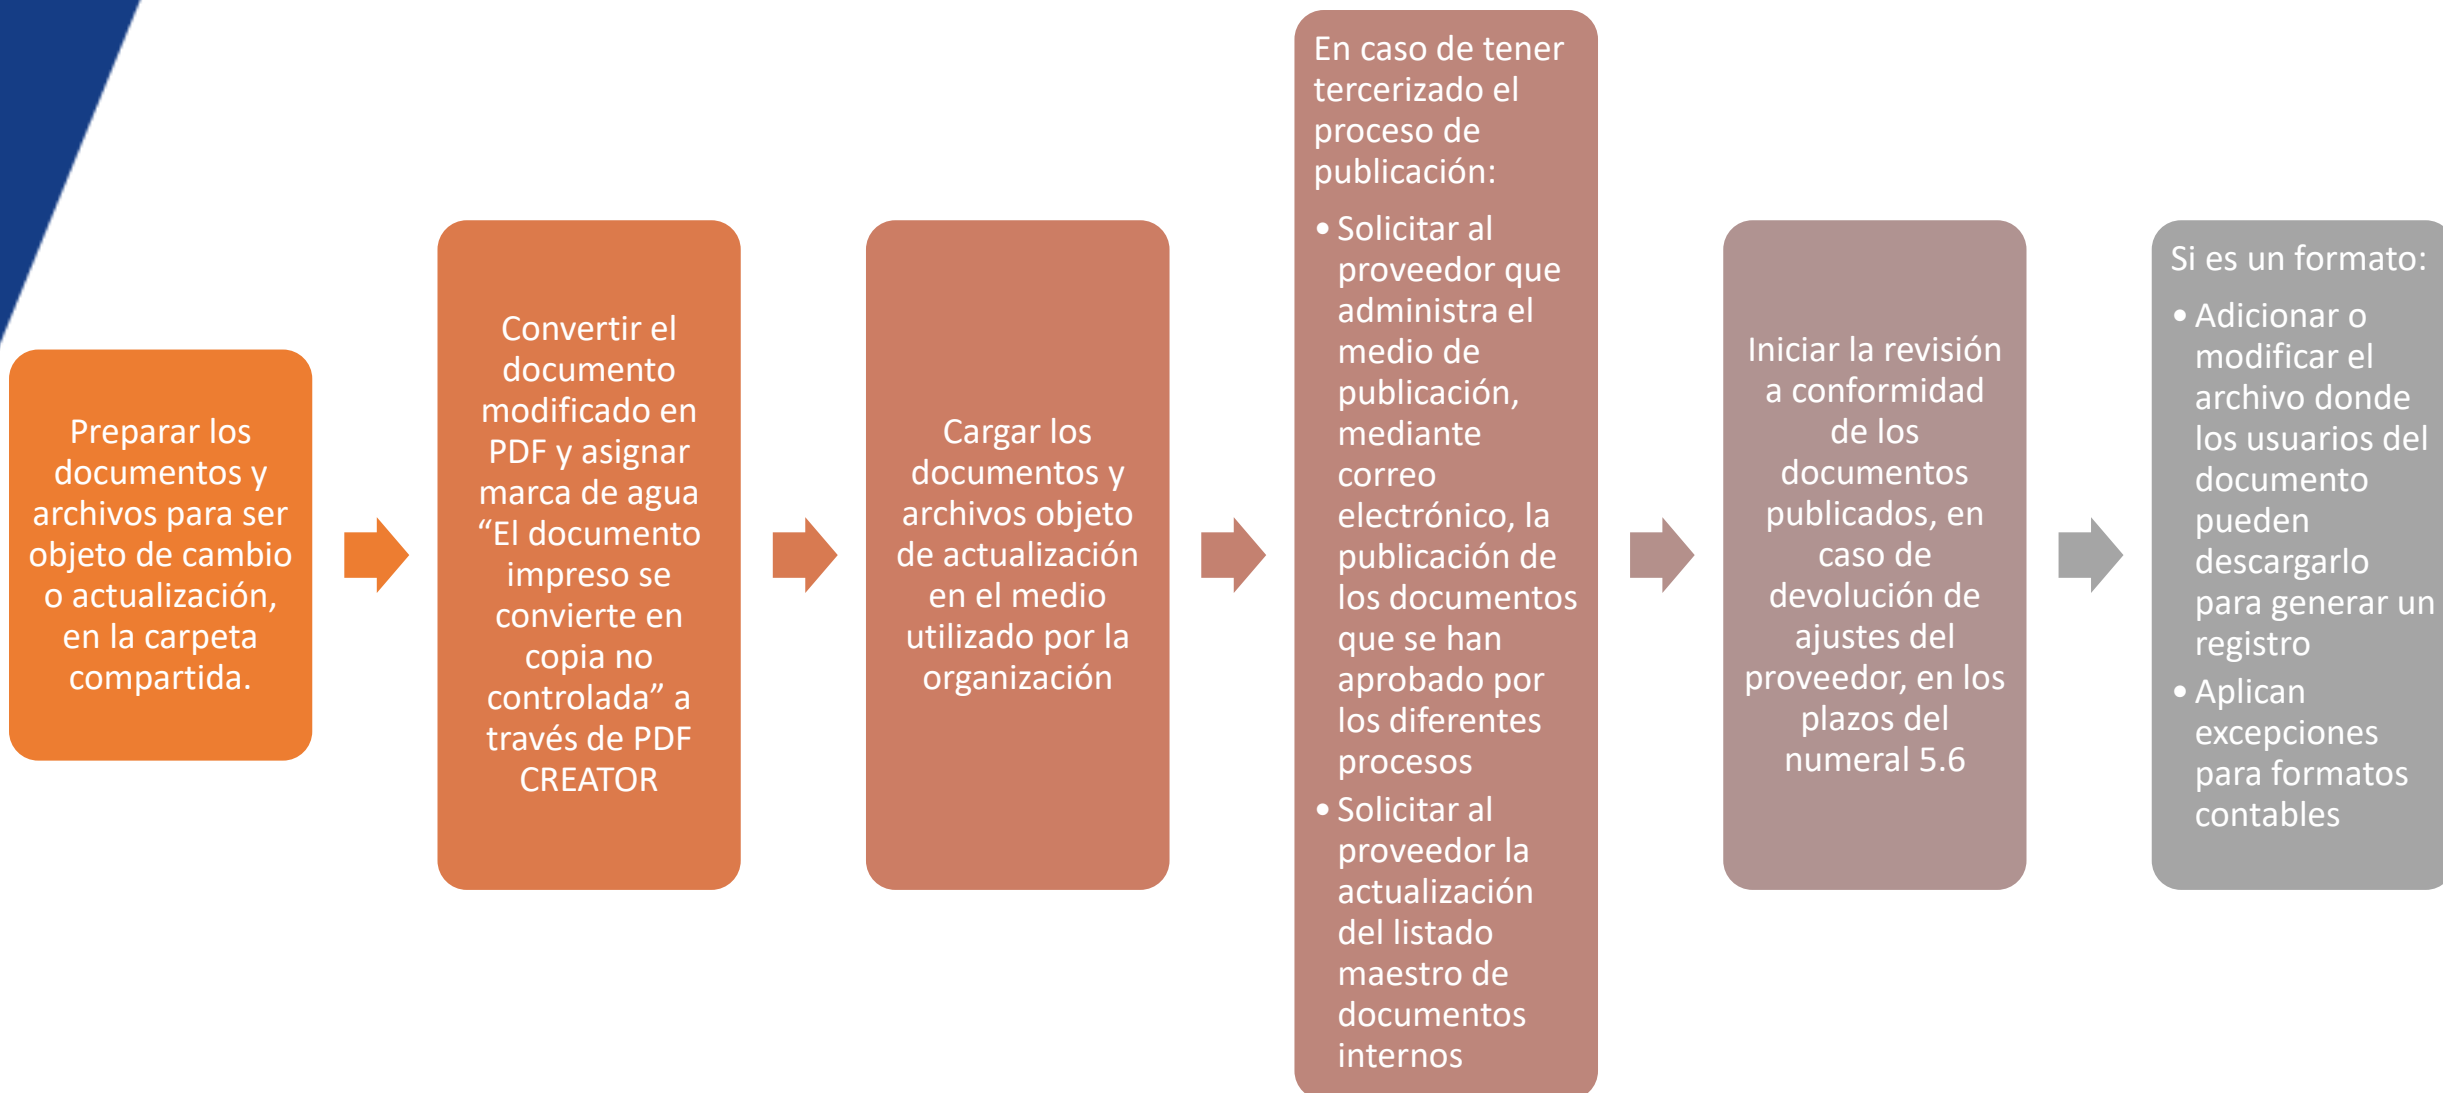 Preparar los
documentos y
archivos para ser
objeto de cambio
o actualización,
en la carpeta
compartida.
Convertir el
documento
modificado en
PDF y asignar
marca de agua
“El documento
impreso se
convierte en
copia no
controlada” a
través de PDF
CREATOR
Cargar los
documentos y
archivos objeto
de actualización
en el medio
utilizado por la
organización
En caso de tener
tercerizado el
proceso de
publicación:
• Solicitar al
proveedor que
administra el
medio de
publicación,
mediante
correo
electrónico, la
publicación de
los documentos
que se han
aprobado por
los diferentes
procesos
• Solicitar al
proveedor la
actualización
del listado
maestro de
documentos
internos
Iniciar la revisión
a conformidad
de los
documentos
publicados, en
caso de
devolución de
ajustes del
proveedor, en los
plazos del
numeral 5.6
Si es un formato:
• Adicionar o
modificar el
archivo donde
los usuarios del
documento
pueden
descargarlo
para generar un
registro
• Aplican
excepciones
para formatos
contables